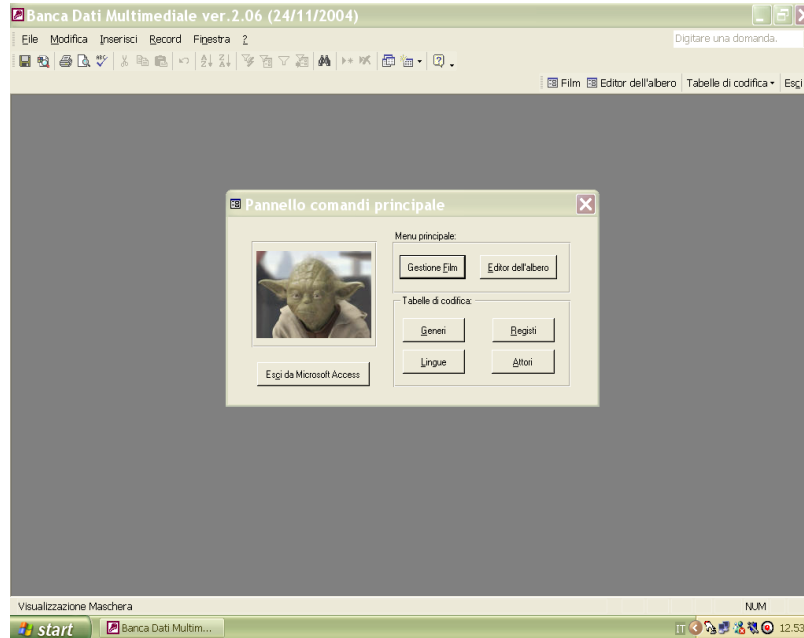 Banca Dati Multimediale ver.2.06 (24/11/2004)
File Modifica Inserisci Record Finestra ?
Digitare una domanda.
Film Editor dell'albero Tabelle di codifica Esci
Pannello comandi principale
Menu principale:
Gestione Film Editor dell'albero
Tabelle di codifica:
Generi Registi
Lingue Attori
Esci da Microsoft Access
Visualizzazione Maschera NUM
start Banca Dati Multim... IT 12.53